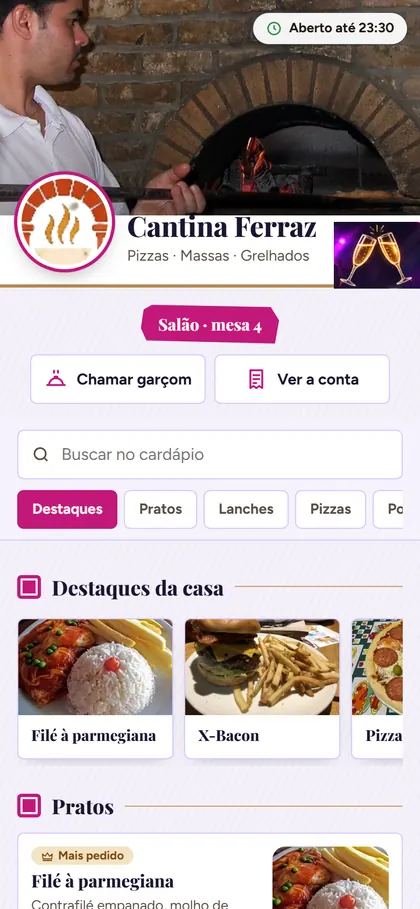 Aberto até 23:30
Cantina Ferraz
Pizzas · Massas · Grelhados
Salão · mesa 4
Chamar garçom
Ver a conta
Buscar no cardápio
Destaques
Pratos
Lanches
Pizzas
Po
Destaques da casa
Filé à parmegiana
X-Bacon
Pizza
Pratos
Mais pedido
Filé à parmegiana
Contrafilé empanado, molho de